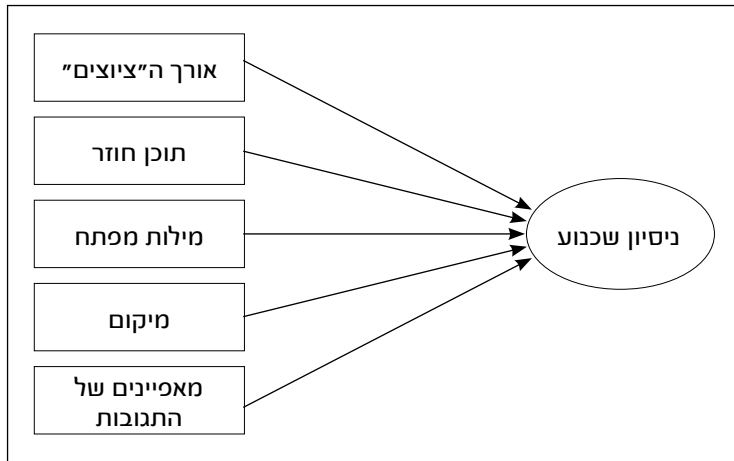 אורך ה״ציוצים״
תוכן חוזר
מילות מפתח
מיקום
מאפיינים של
התגובות
ניסיון שכנוע